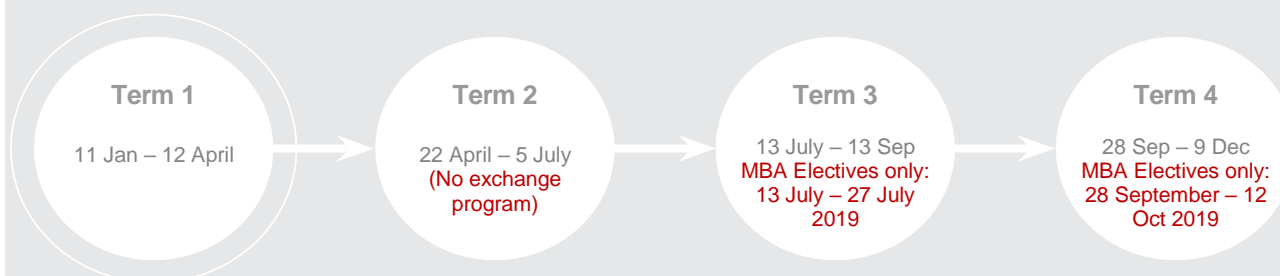 Term 1
11 Jan – 12 April
Term 2
22 April – 5 July
(No exchange
program)
Term 3
13 July – 13 Sep
MBA Electives only:
13 July – 27 July
2019
Term 4
28 Sep – 9 Dec
MBA Electives only:
28 September – 12
Oct 2019